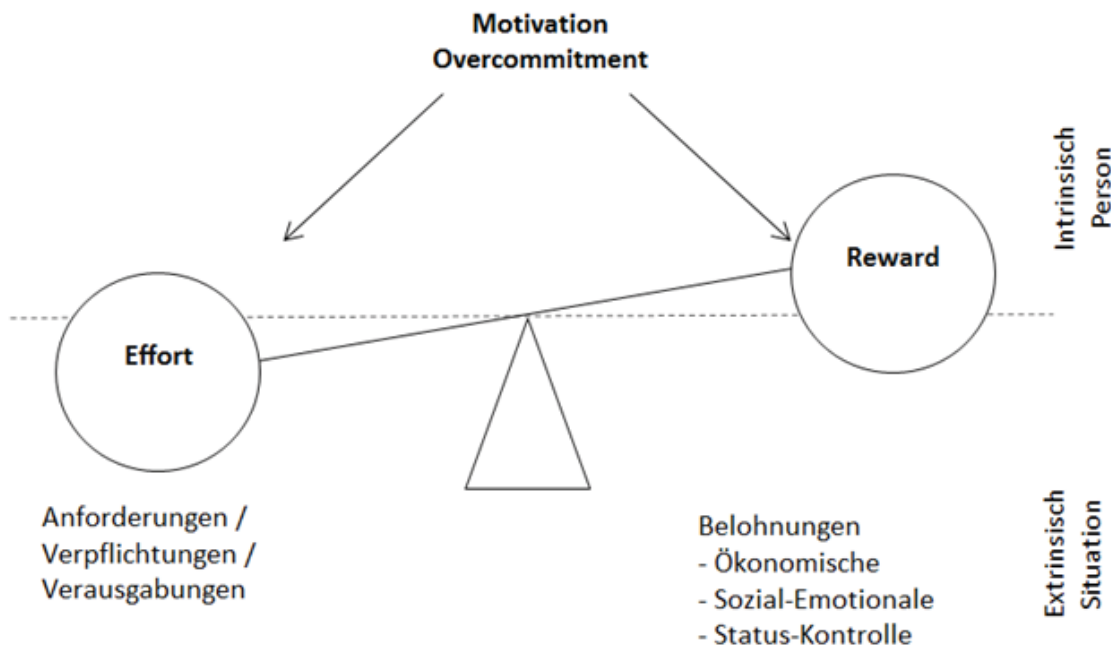 Motivation
Overcommitment
Intrinsisch
Person
Reward
Effort
Anforderungen /
Verpflichtungen /
Verausgabungen
Belohnungen
- Ökonomische
- Sozial-Emotionale
- Status-Kontrolle
Extrinsisch
Situation